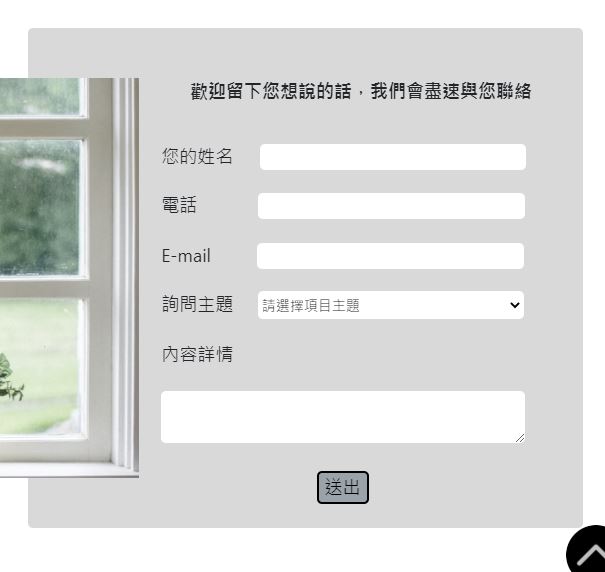 歡迎留下您想說的話，我們會盡速與您聯絡
您的姓名
電話
E-mail
詢問主題
請選擇項目主題
內容詳情
送出